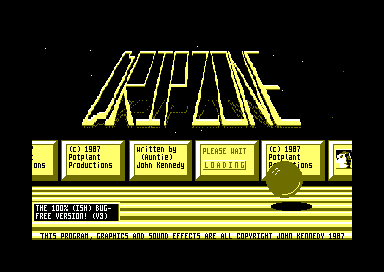 DRIPZONE
t
ons
(c) 1987
Potplant
Productions
Written by
(Auntie)
John Kennedy
PLEASE WAIT
LOADING
(c) 1987
Potplant
THE 100% (ISH) BUG-
FREE VERSION! (V3)
THIS PROGRAM, GRAPHICS AND SOUND EFFECTS ARE ALL COPYRIGHT JOHN KENNEDY 1987